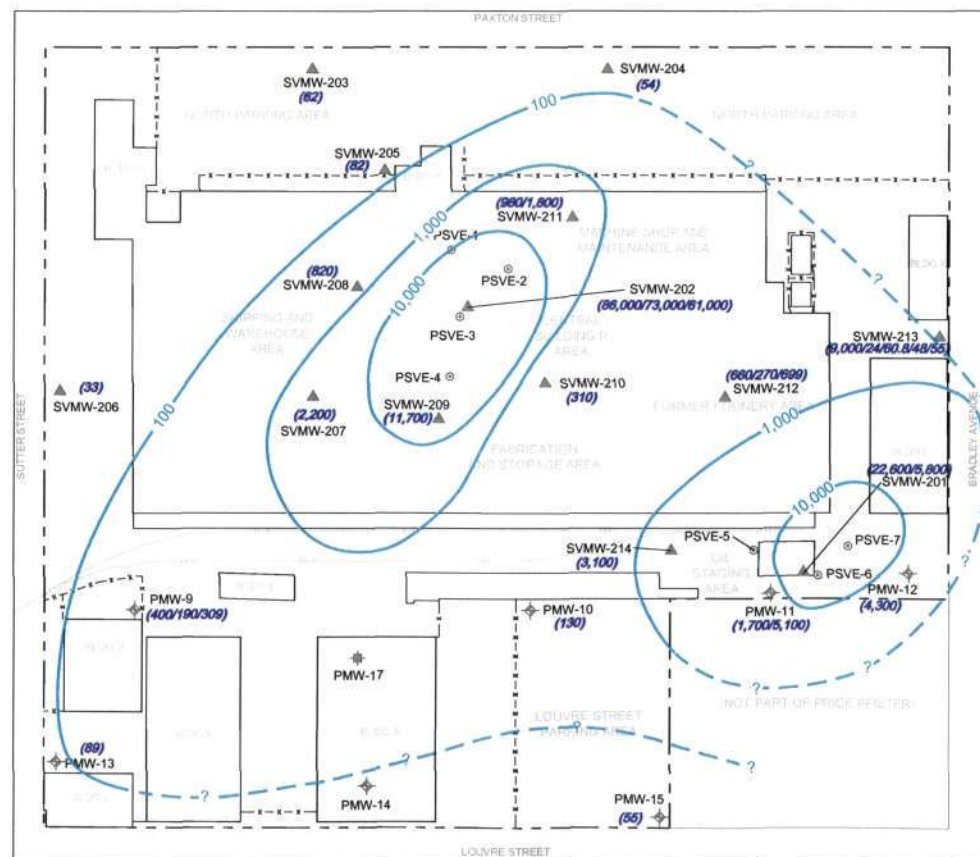 PAXTON STREET
SVMW-203
(62)
SVMW-204
(54)
NORTH PARKING AREA
NORTH PARKING AREA
100
?
SVMW-205
(82)
1,000
(980/1,800)
SVMW-211
MACHINE SHOP AND
MAINTENANCE AREA
PSVE-1
PSVE-2
?
(820)
SVMW-208
10,000
SVMW-202
(86,000/73,000/61,000)
PSVE-3
SHIPPING AND
WAREHOUSE
AREA
CENTRAL
BUILDING P
AREA
SVMW-213
(9,000/24/60.8/48/55)
(33)
SVMW-206
PSVE-4
SVMW-210
(310)
(660/270/699)
SVMW-212
FORMER FOUNDRY AREA
100
(2,200)
SVMW-207
SVMW-209
(11,700)
1,000
SUTTER STREET
BRADLEY AVENUE
FABRICATION
AND STORAGE AREA
(22,600/5,800)
SVMW-201
10,000
SVMW-214
(3,100)
PSVE-5
PSVE-7
OIL
STAGING
AREA
PSVE-6
?
PMW-12
(4,300)
PMW-9
(400/190/309)
PMW-10
(130)
PMW-11
(1,700/5,100)
PMW-17
?
?
(NOT PART OF PRICE PFISTER)
LOUVRE STREET
PARKING AREA
?
(89)
PMW-13
?
?
PMW-14
PMW-15
(55)
LOUVRE STREET